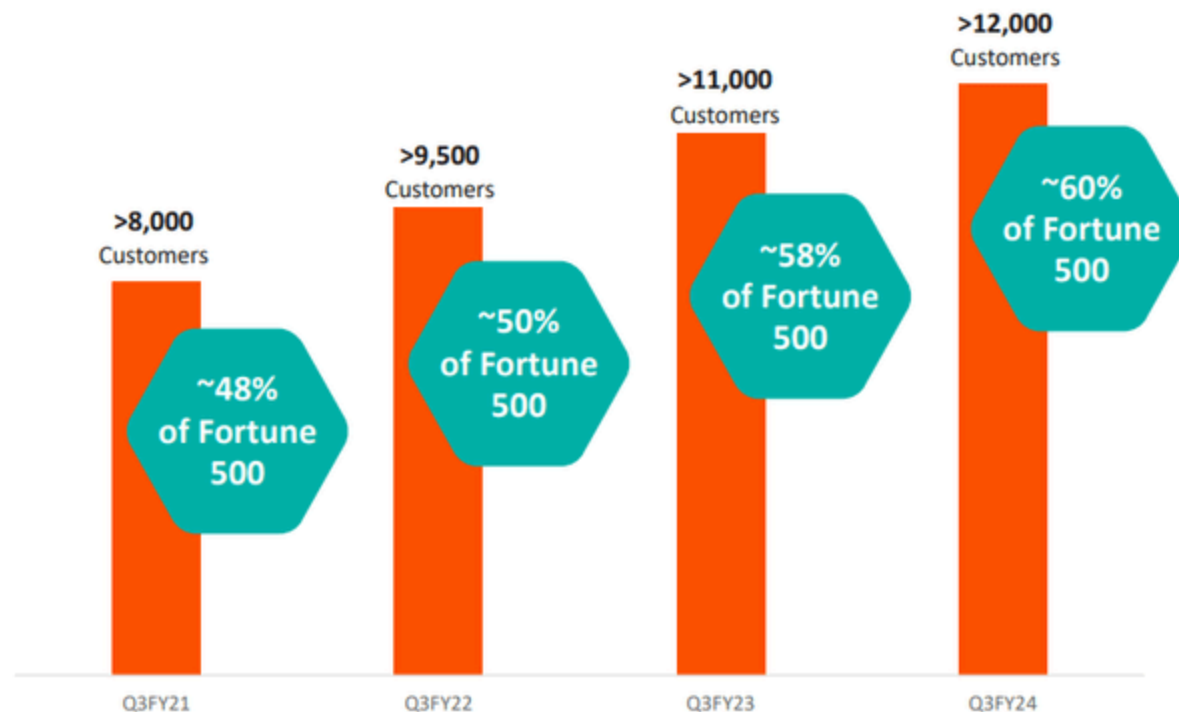 >8,000
Customers
~48%
of Fortune
500
>9,500
Customers
~50%
of Fortune
500
>11,000
Customers
~58%
of Fortune
500
>12,000
Customers
~60%
of Fortune
500
Q3FY21
Q3FY22
Q3FY23
Q3FY24